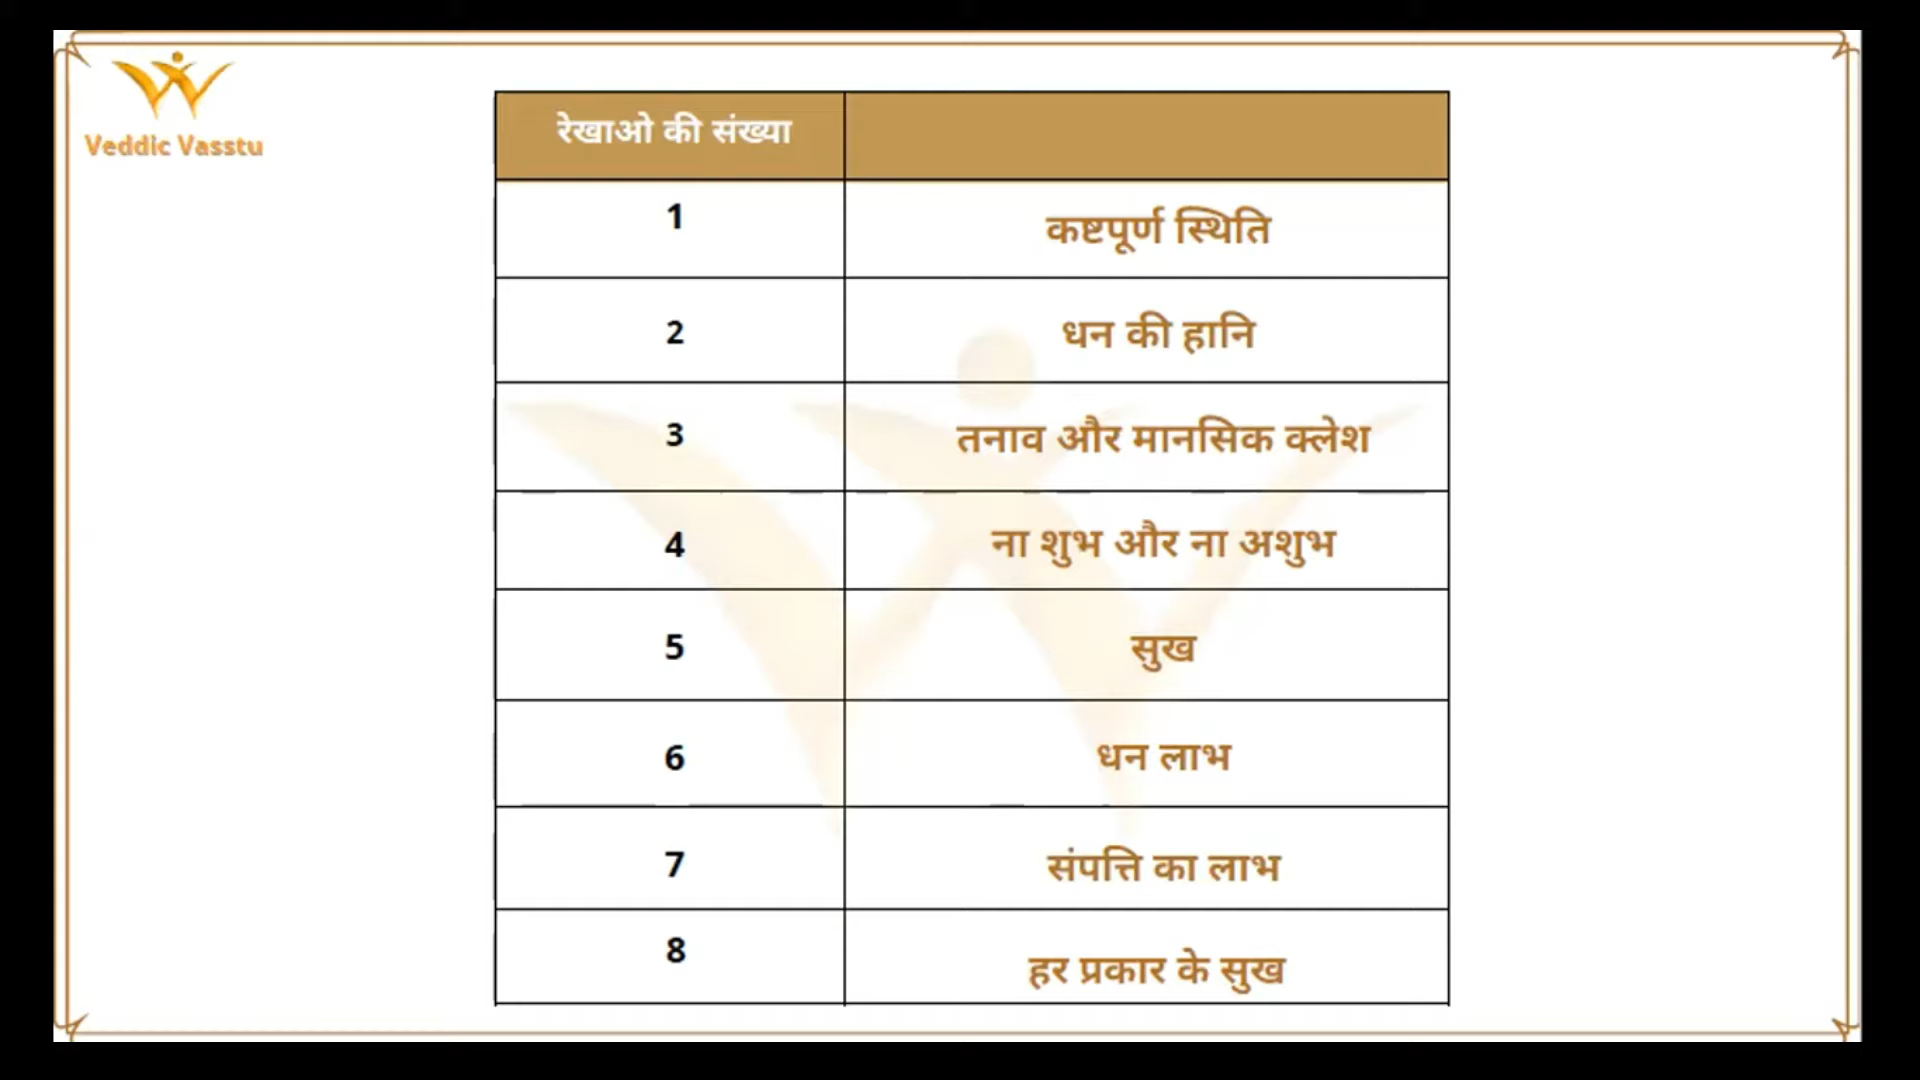 Veddic Vasstu
रेखाओ की संख्या
1 कष्टपूर्ण स्थिति
2 धन की हानि
3 तनाव और मानसिक क्लेश
4 ना शुभ और ना अशुभ
5 सुख
6 धन लाभ
7 संपत्ति का लाभ
8 हर प्रकार के सुख